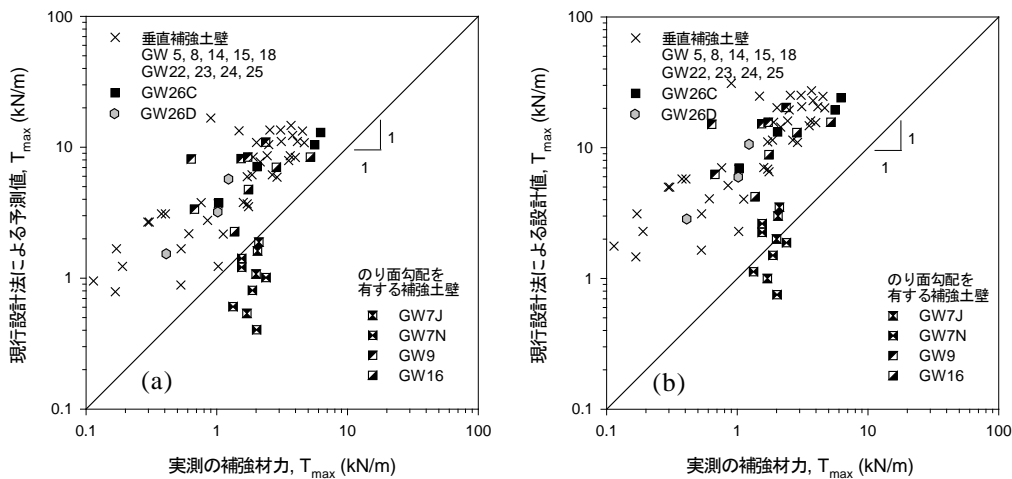 100
10
1
0.1
現行設計法による予測値, Tmax (kN/m)
垂直補強土壁
GW 5, 8, 14, 15, 18
GW22, 23, 24, 25
GW26C
GW26D
1
1
のり面勾配を
有する補強土壁
GW7J
GW7N
GW9
GW16
(a)
0.1 1 10 100
実測の補強材力, Tmax (kN/m)
100
10
1
0.1
現行設計法による設計値, Tmax (kN/m)
垂直補強土壁
GW 5, 8, 14, 15, 18
GW22, 23, 24, 25
GW26C
GW26D
1
1
のり面勾配を
有する補強土壁
GW7J
GW7N
GW9
GW16
(b)
0.1 1 10 100
実測の補強材力, Tmax (kN/m)